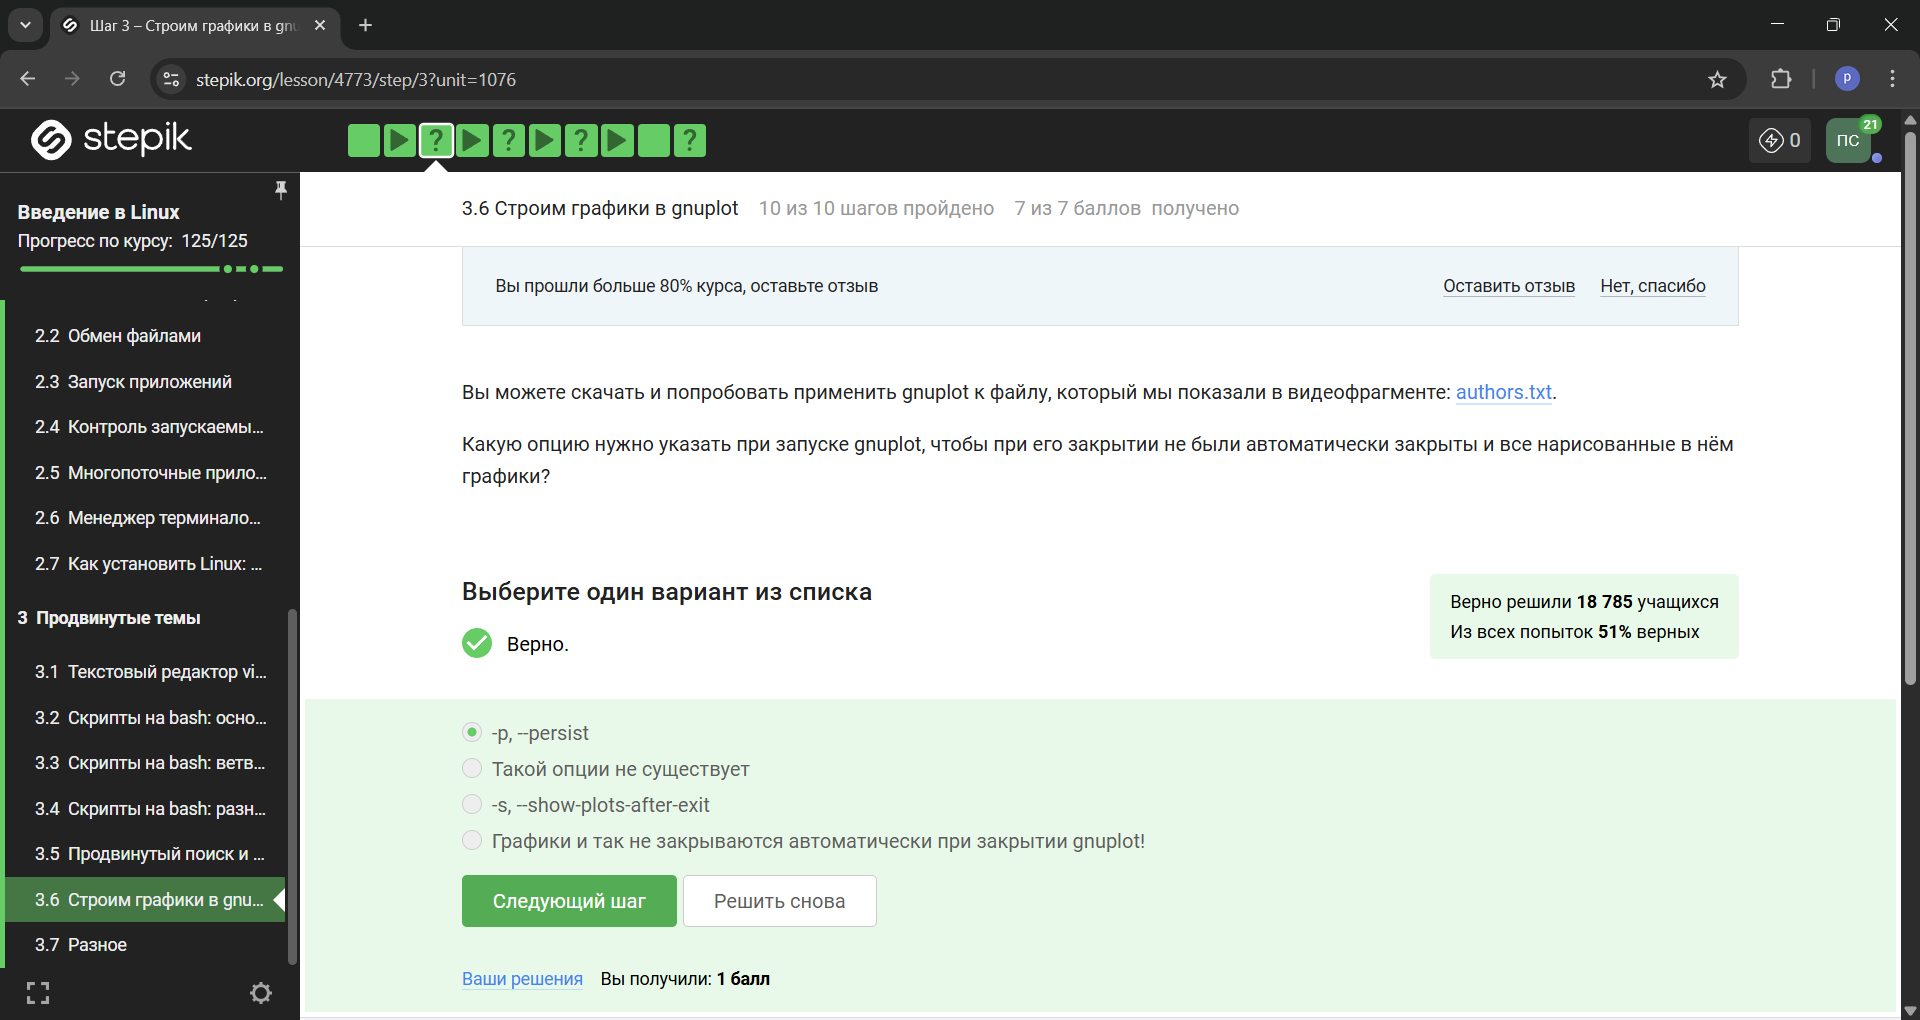 Шаг 3 – Строим графики в gnu
stepik.org/lesson/4773/step/3?unit=1076
P
stepik
?
?
?
?
0
ПС
21
Введение в Linux
Прогресс по курсу: 125/125
2.2 Обмен файлами
2.3 Запуск приложений
2.4 Контроль запускаемы...
2.5 Многопоточные прило...
2.6 Менеджер терминало...
2.7 Как установить Linux: ...
3 Продвинутые темы
3.1 Текстовый редактор vi...
3.2 Скрипты на bash: осно...
3.3 Скрипты на bash: ветв...
3.4 Скрипты на bash: разн...
3.5 Продвинутый поиск и ...
3.6 Строим графики в gnu...
3.7 Разное
3.6 Строим графики в gnuplot 10 из 10 шагов пройдено 7 из 7 баллов получено
Вы прошли больше 80% курса, оставьте отзыв
Оставить отзыв Нет, спасибо
Вы можете скачать и попробовать применить gnuplot к файлу, который мы показали в видеофрагменте: authors.txt.
Какую опцию нужно указать при запуске gnuplot, чтобы при его закрытии не были автоматически закрыты и все нарисованные в нём
графики?
Выберите один вариант из списка
Верно.
Верно решили 18 785 учащихся
Из всех попыток 51% верных
-p, --persist
Такой опции не существует
-s, --show-plots-after-exit
Графики и так не закрываются автоматически при закрытии gnuplot!
Следующий шаг
Решить снова
Ваши решения Вы получили: 1 балл